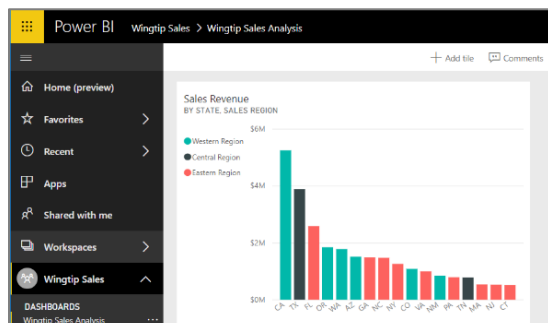 Power BI
Wingtip Sales > Wingtip Sales Analysis
Add tile
Comments
Home (preview)
Favorites
Recent
Apps
Shared with me
Workspaces
Wingtip Sales
DASHBOARDS
Wingtip Sales Analysis
Sales Revenue
BY STATE, SALES REGION
Western Region
Central Region
Eastern Region
$6M
$4M
$2M
$0M
CA TX FL OR WA AZ GA NC NY CO VA NM PA TN MA NJ CT